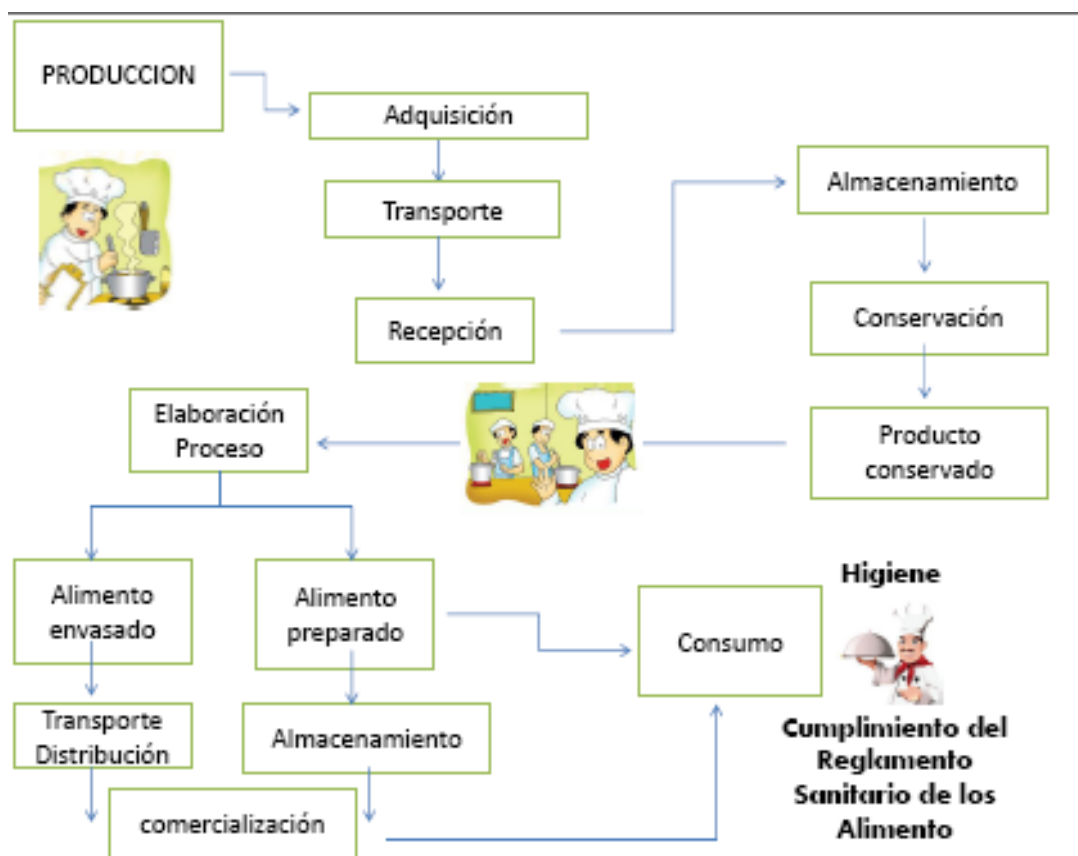 PRODUCCION
Adquisición
Transporte
Recepción
Almacenamiento
Conservación
Producto
conservado
Elaboración
Proceso
Alimento
envasado
Alimento
preparado
Consumo
Transporte
Distribución
Almacenamiento
comercialización
Higiene
Cumplimiento del
Reglamento
Sanitario de los
Alimento